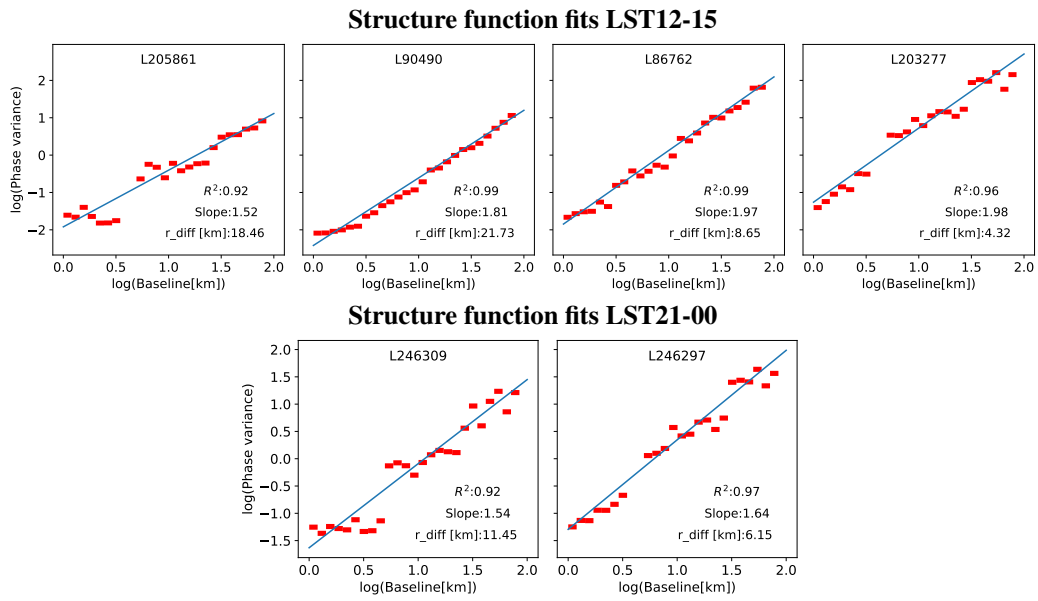 Structure function fits LST12-15
L205861
L90490
L86762
L203277
log(Phase variance)
2
1
0
−1
−2
R²:0.92
Slope:1.52
r_diff [km]:18.46
R²:0.99
Slope:1.81
r_diff [km]:21.73
R²:0.99
Slope:1.97
r_diff [km]:8.65
R²:0.96
Slope:1.98
r_diff [km]:4.32
0.0 0.5 1.0 1.5 2.0
0.0 0.5 1.0 1.5 2.0
0.0 0.5 1.0 1.5 2.0
0.0 0.5 1.0 1.5 2.0
log(Baseline[km])
log(Baseline[km])
log(Baseline[km])
log(Baseline[km])
Structure function fits LST21-00
L246309
L246297
log(Phase variance)
2.0
1.5
1.0
0.5
0.0
−0.5
−1.0
−1.5
R²:0.92
Slope:1.54
r_diff [km]:11.45
R²:0.97
Slope:1.64
r_diff [km]:6.15
0.0 0.5 1.0 1.5 2.0
0.0 0.5 1.0 1.5 2.0
log(Baseline[km])
log(Baseline[km])